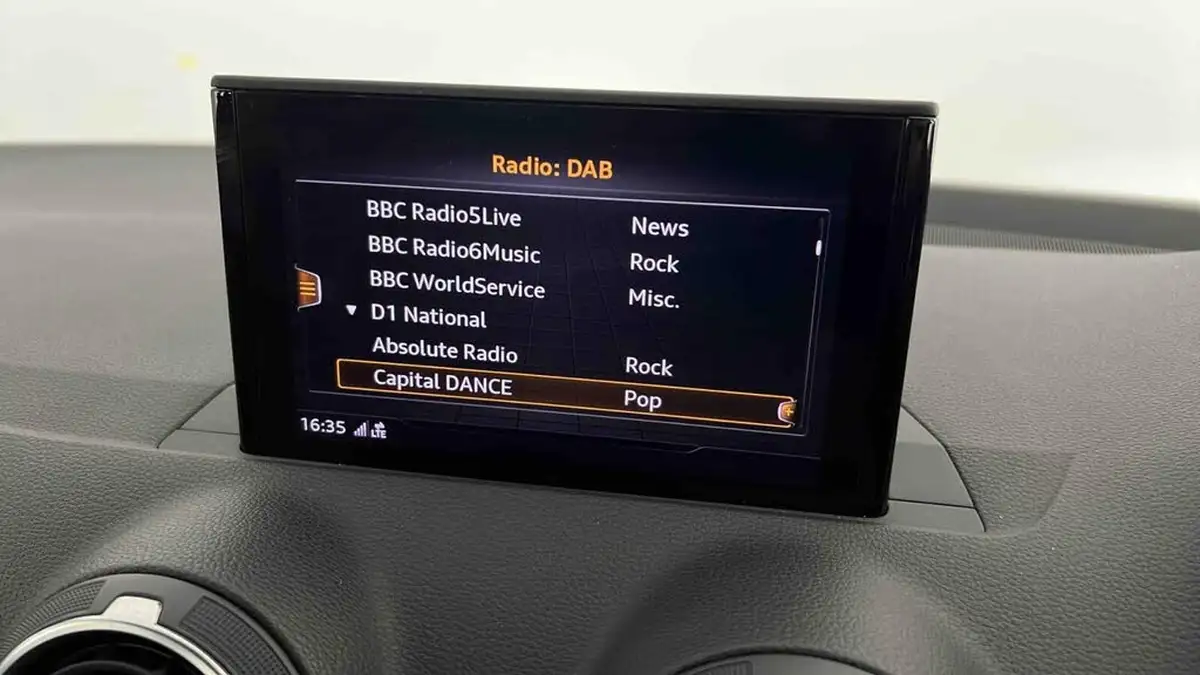 Radio: DAB
BBC Radio5Live News
BBC Radio6Music Rock
BBC WorldService Misc.
D1 National
Absolute Radio Rock
Capital DANCE Pop
16:35 LTE